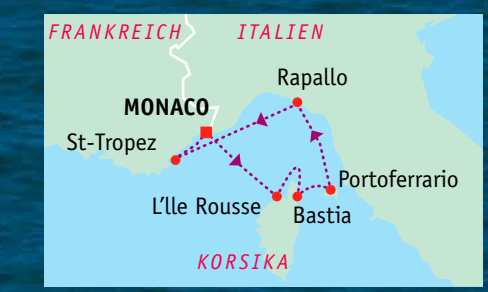 FRANKREICH
ITALIEN
Rapallo
MONACO
St-Tropez
Portoferrario
L'lle Rousse
Bastia
KORSIKA